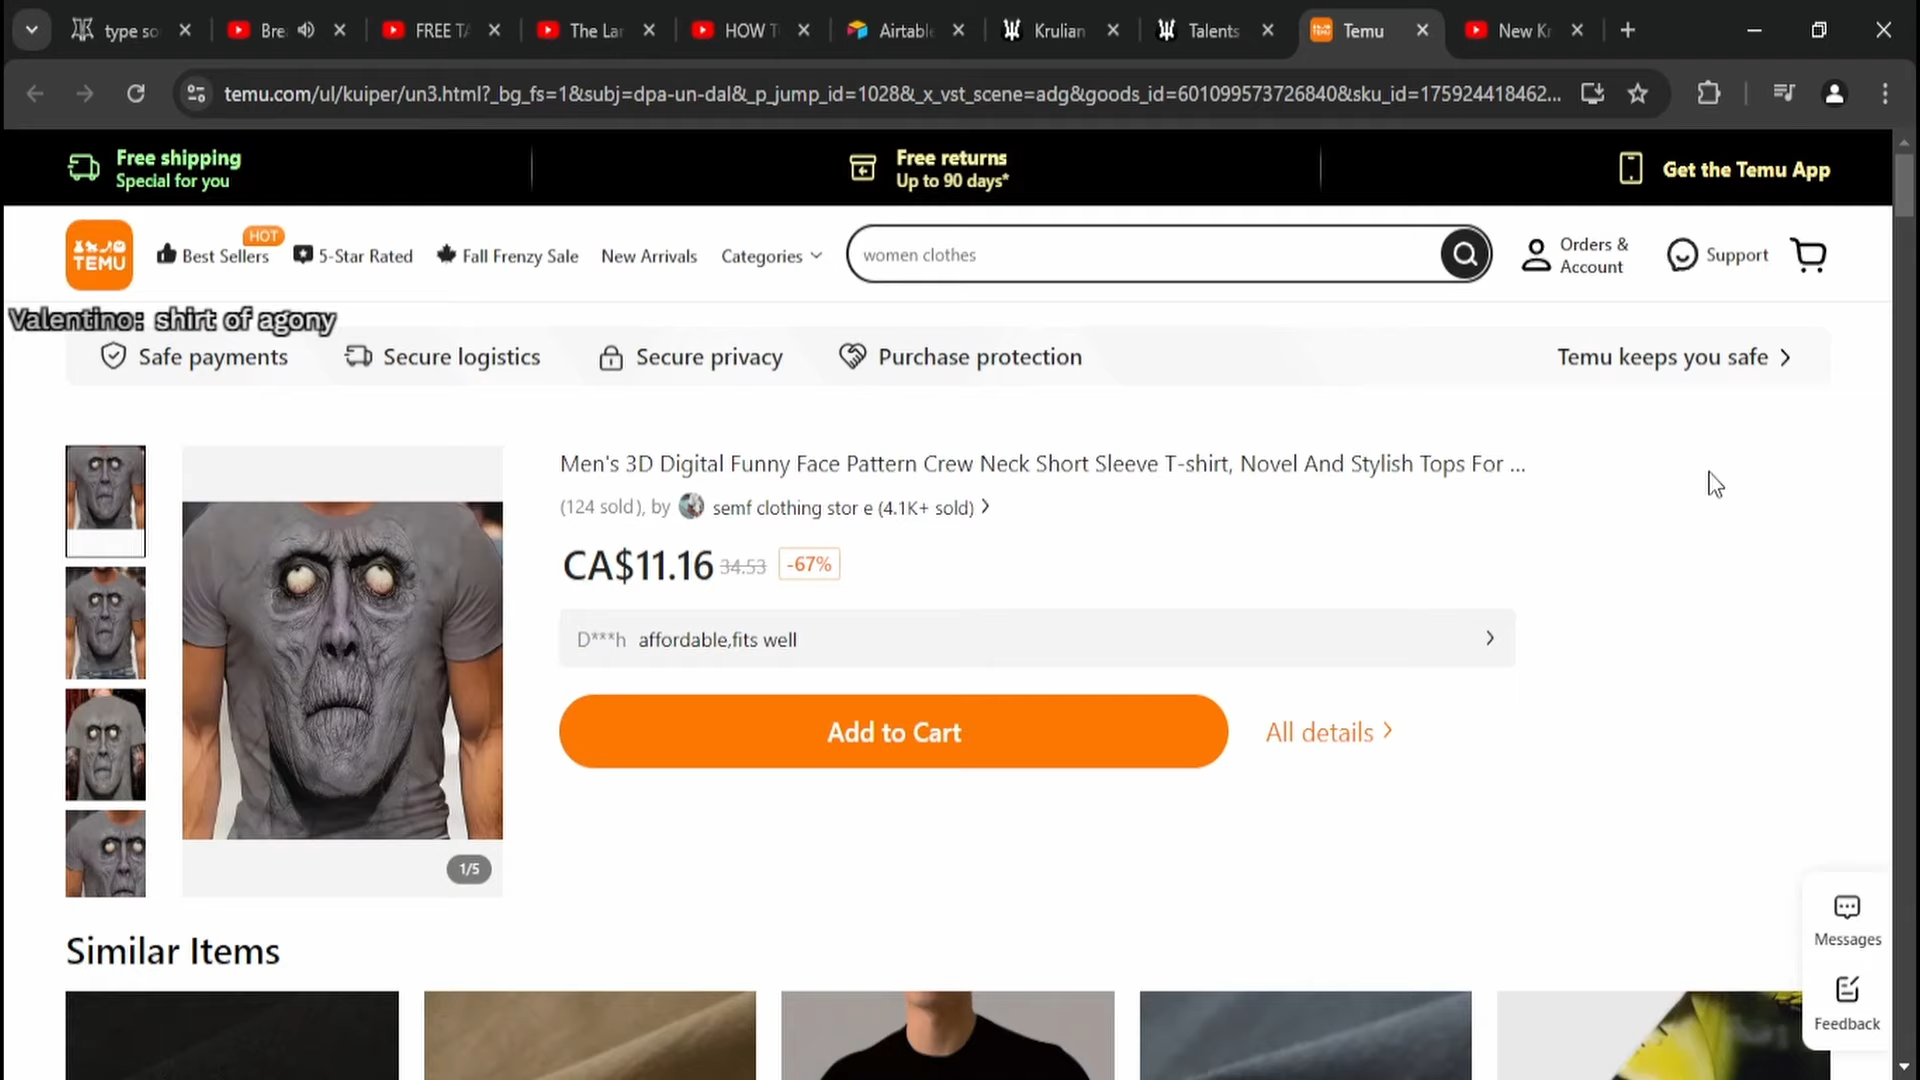 type so
Bre
FREE TA
The Lar
HOW T
Airtable
Krulian
Talents
Temu
New Kr
temu.com/ul/kuiper/un3.html?_bg_fs=1&subj=dpa-un-dal&_p_jump_id=1028&_x_vst_scene=adg&goods_id=601099573726840&sku_id=175924418462...
Free shipping
Special for you
Free returns
Up to 90 days*
Get the Temu App
TEMU
Best Sellers
HOT
5-Star Rated
Fall Frenzy Sale
New Arrivals
Categories
women clothes
Orders &
Account
Support
Valentino: shirt of agony
Safe payments
Secure logistics
Secure privacy
Purchase protection
Temu keeps you safe >
Men's 3D Digital Funny Face Pattern Crew Neck Short Sleeve T-shirt, Novel And Stylish Tops For ...
(124 sold), by semf clothing stor e (4.1K+ sold) >
CA$11.16 34.53 -67%
D***h affordable,fits well >
Add to Cart
All details >
1/5
Similar Items
Messages
Feedback